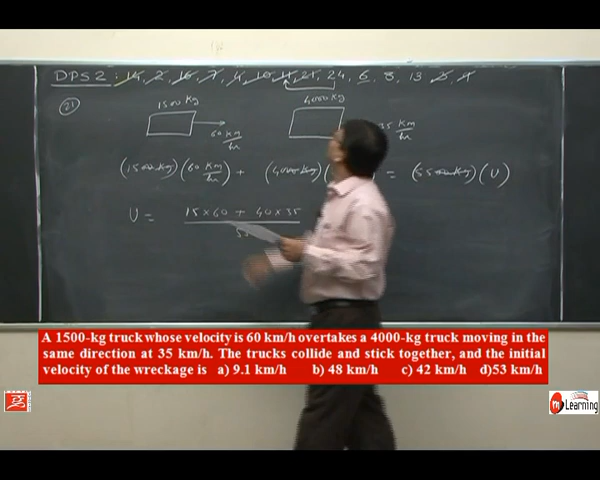 DPS 2 : 14, 2, 16, 7, 4, 10, 11, 21, 24, 6, 8, 13
21
1500 Kg
4000 Kg
60 Km/hr
35 Km/hr
(1500 Kg)(60 Km/hr) + (4000 Kg)( = (5500 Kg)(U)
U = 15 × 60 + 40 × 35
A 1500-kg truck whose velocity is 60 km/h overtakes a 4000-kg truck moving in the
same direction at 35 km/h. The trucks collide and stick together, and the initial
velocity of the wreckage is a) 9.1 km/h b) 48 km/h c) 42 km/h d)53 km/h
Learning